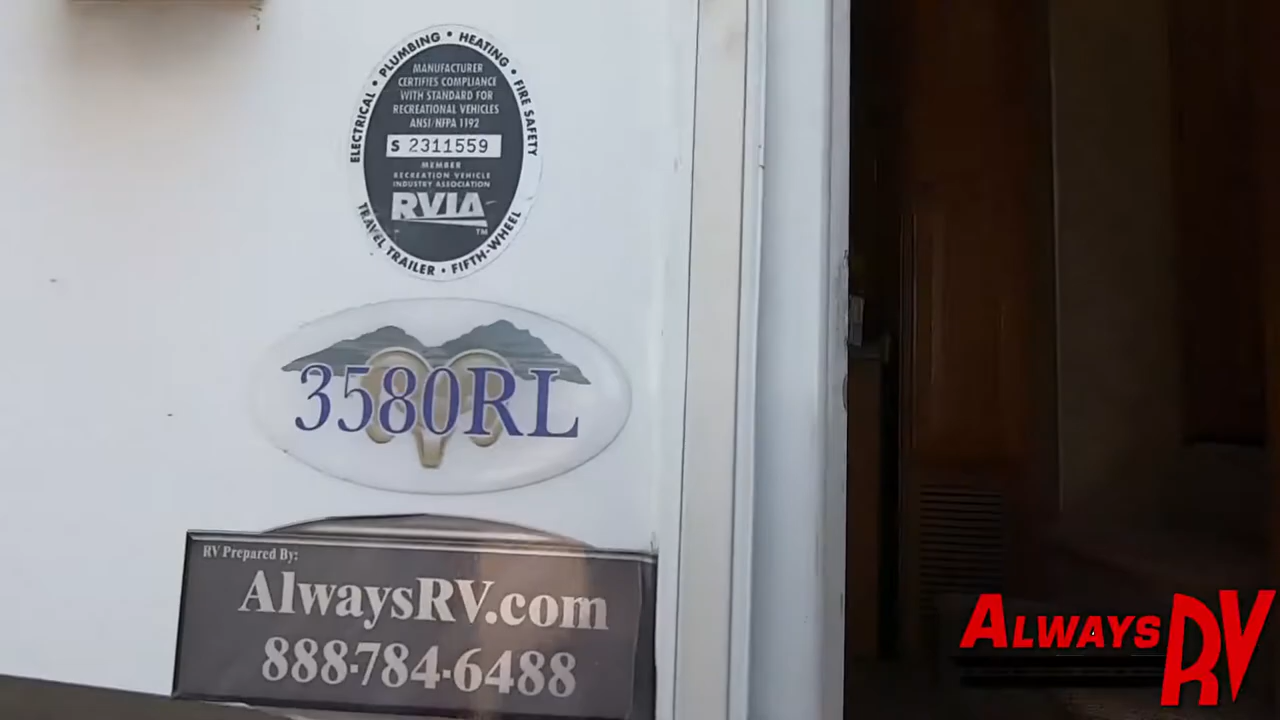 ELECTRICAL • PLUMBING • HEATING • FIRE SAFETY
MANUFACTURER
CERTIFIES COMPLIANCE
WITH STANDARD FOR
RECREATIONAL VEHICLES
ANSI/NFPA 1192
S 2311559
MEMBER
RECREATION VEHICLE
INDUSTRY ASSOCIATION
RVIA
TM
TRAVEL TRAILER • FIFTH-WHEEL
3580RL
RV Prepared By:
AlwaysRV.com
888-784-6488
ALWAYS RV